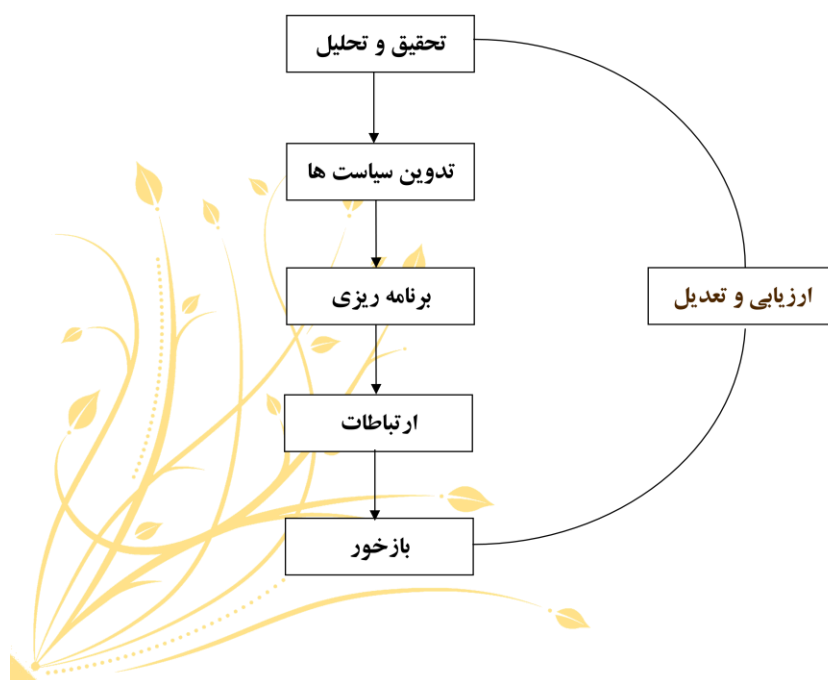 تحقیق و تحلیل
تدوین سیاست ها
برنامه ریزی
ارزیابی و تعدیل
ارتباطات
بازخور